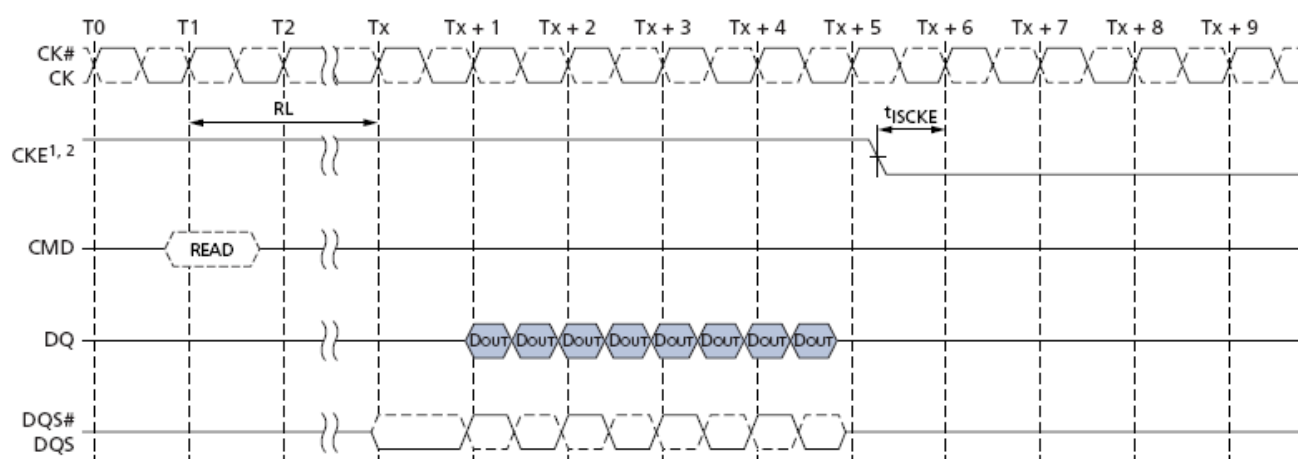 T0 T1 T2 Tx Tx + 1 Tx + 2 Tx + 3 Tx + 4 Tx + 5 Tx + 6 Tx + 7 Tx + 8 Tx + 9
CK#
CK
RL
tISCKE
CKE1, 2
CMD READ
DQ DOUT DOUT DOUT DOUT DOUT DOUT DOUT DOUT
DQS#
DQS